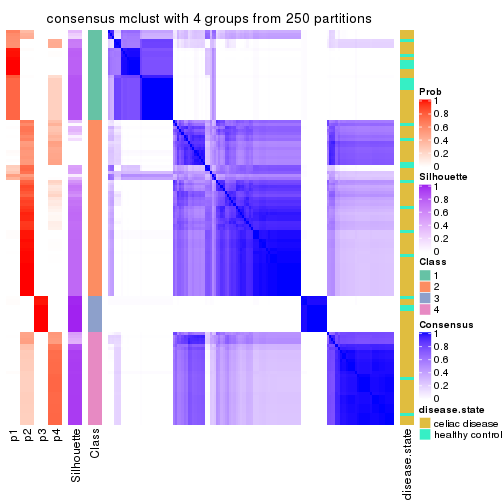 consensus mclust with 4 groups from 250 partitions
p1
p2
p3
p4
Silhouette
Class
disease.state
Prob
1
0.8
0.6
0.4
0.2
0
Silhouette
1
0.8
0.6
0.4
0.2
0
Class
1
2
3
4
Consensus
1
0.8
0.6
0.4
0.2
0
disease.state
celiac disease
healthy control